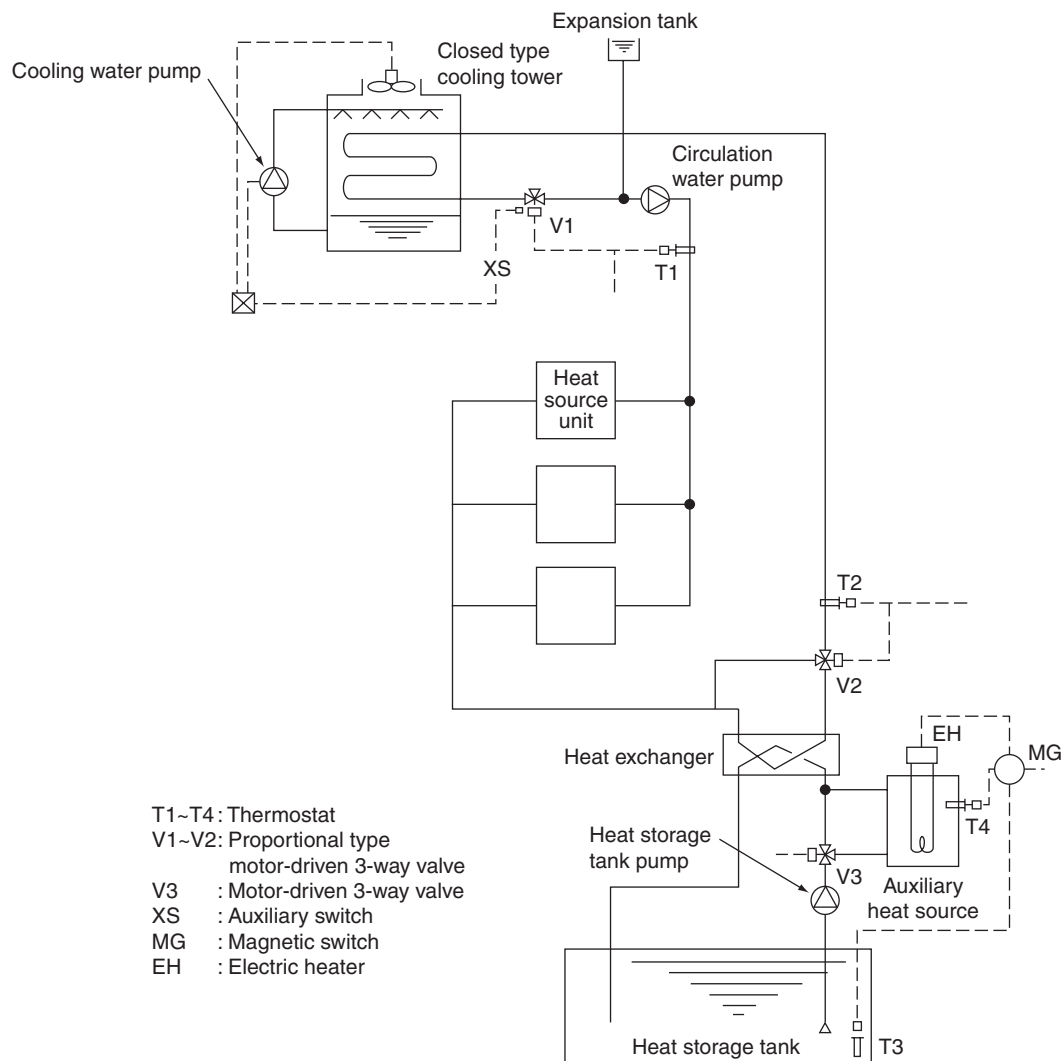 Expansion tank
Closed type
cooling tower
Cooling water pump
Circulation
water pump
V1
XS
T1
Heat
source
unit
T2
V2
EH
MG
Heat exchanger
T4
T1~T4 : Thermostat
V1~V2 : Proportional type
motor-driven 3-way valve
V3 : Motor-driven 3-way valve
XS : Auxiliary switch
MG : Magnetic switch
EH : Electric heater
Heat storage
tank pump
V3
Auxiliary
heat source
Heat storage tank
T3